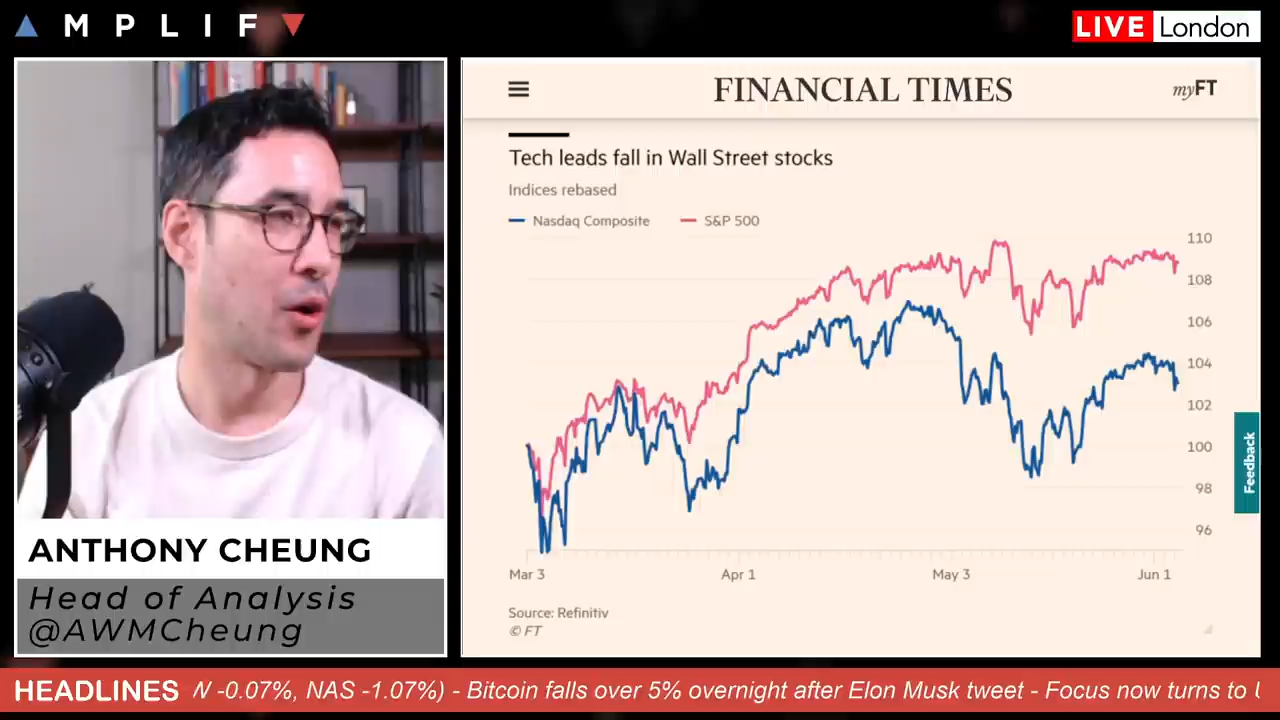 ▲ M P L I F ▼
LIVE London
FINANCIAL TIMES
myFT
Tech leads fall in Wall Street stocks
Indices rebased
Nasdaq Composite S&P 500
110
108
106
104
102
100
98
96
Mar 3 Apr 1 May 3 Jun 1
Source: Refinitiv
© FT
Feedback
ANTHONY CHEUNG
Head of Analysis
@AWMCheung
HEADLINES -0.07%, NAS -1.07%) - Bitcoin falls over 5% overnight after Elon Musk tweet - Focus now turns to